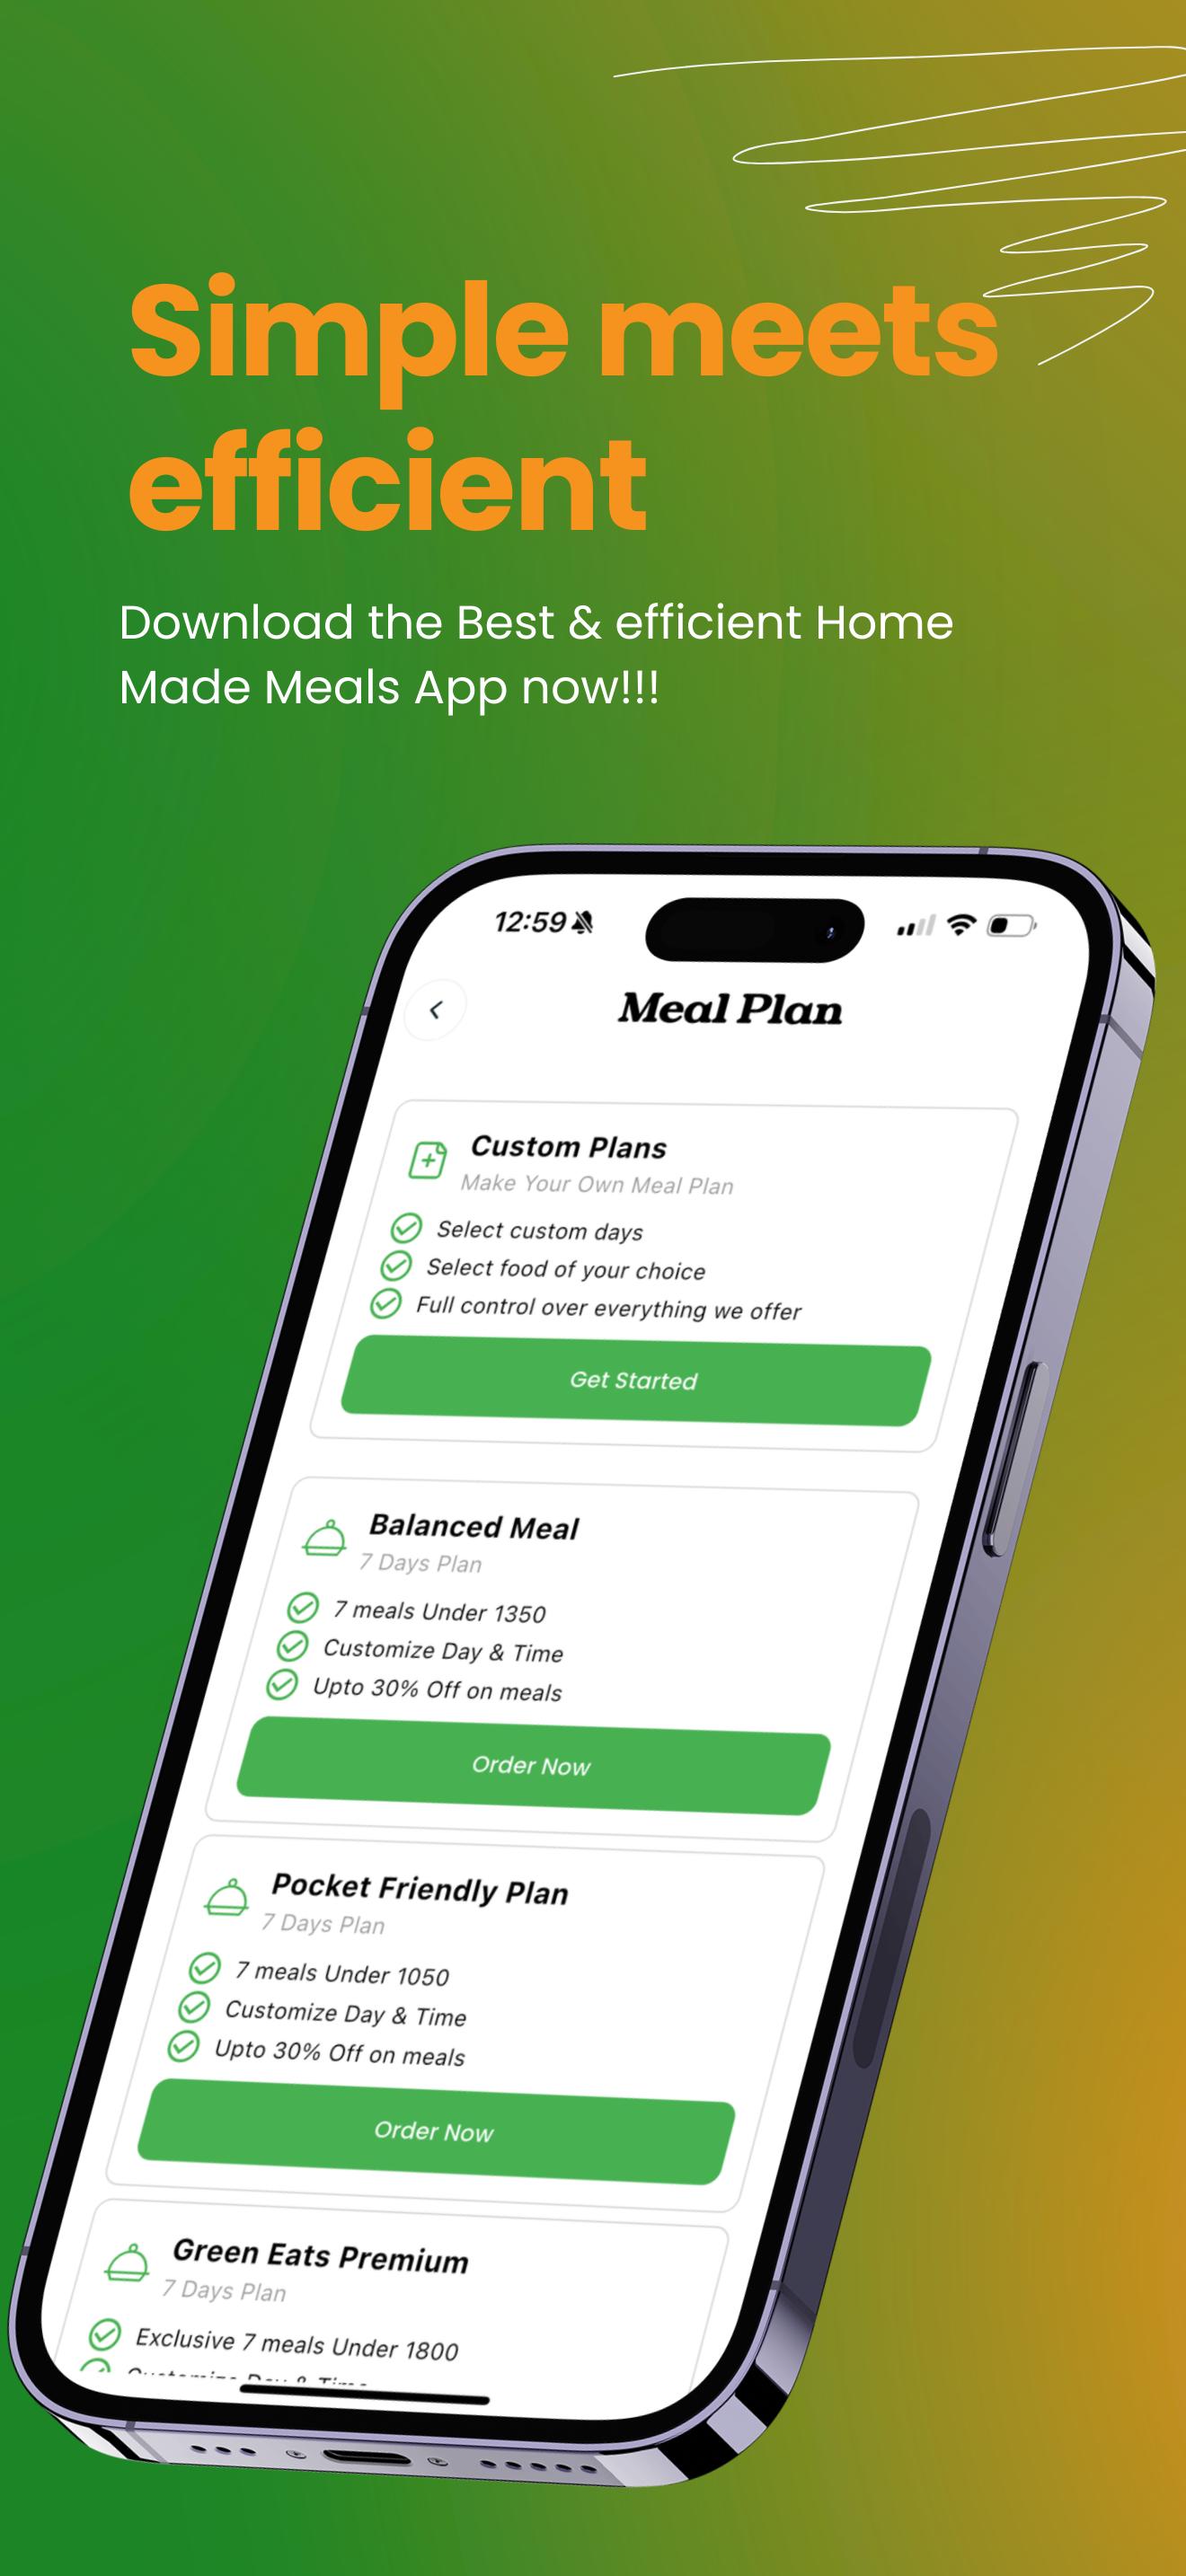 Simple meets
efficient
Download the Best & efficient Home
Made Meals App now!!!
12:59
Meal Plan
Custom Plans
Make Your Own Meal Plan
Select custom days
Select food of your choice
Full control over everything we offer
Get Started
Balanced Meal
7 Days Plan
7 meals Under 1350
Customize Day & Time
Upto 30% Off on meals
Order Now
Pocket Friendly Plan
7 Days Plan
7 meals Under 1050
Customize Day & Time
Upto 30% Off on meals
Order Now
Green Eats Premium
7 Days Plan
Exclusive 7 meals Under 1800
Customize Day & Time